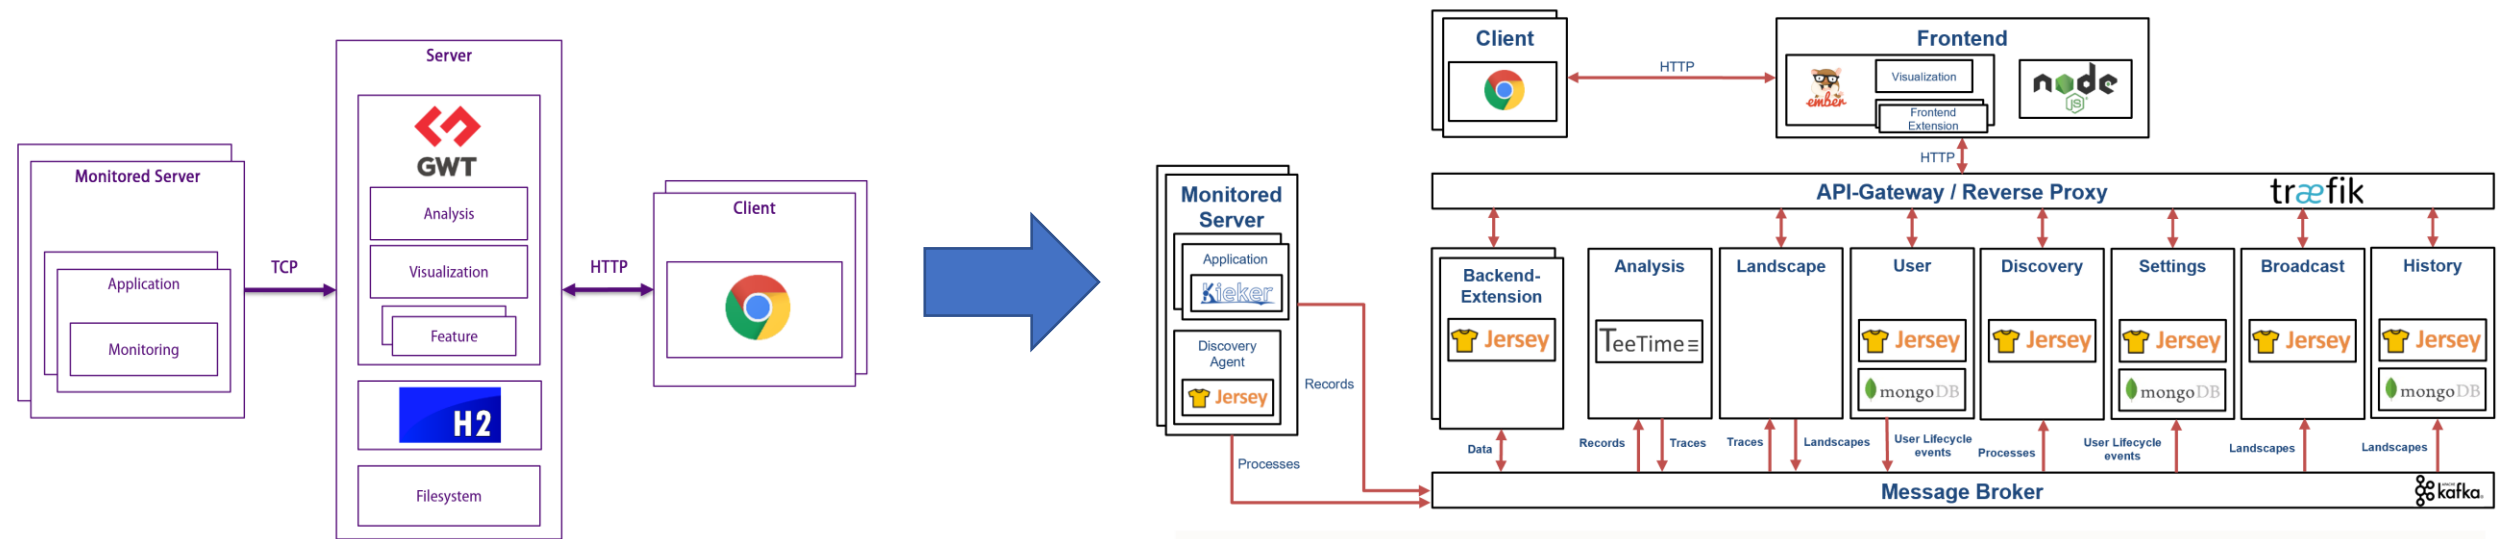 Server
GWT
Analysis
Visualization
Feature
H2
Filesystem
Monitored Server
Application
Monitoring
TCP
HTTP
Client
Client
HTTP
Frontend
ember
Visualization
Frontend
Extension
node
JS
HTTP
API-Gateway / Reverse Proxy
træfik
Monitored
Server
Application
Kieker
Discovery
Agent
Jersey
Records
Processes
Backend-
Extension
Jersey
Data
Analysis
TeeTime
Records
Traces
Landscape
Traces
Landscapes
User
Jersey
mongoDB
User Lifecycle
events
Discovery
Jersey
Processes
Settings
Jersey
mongoDB
User Lifecycle
events
Broadcast
Jersey
Landscapes
History
Jersey
mongoDB
Landscapes
Message Broker
kafka